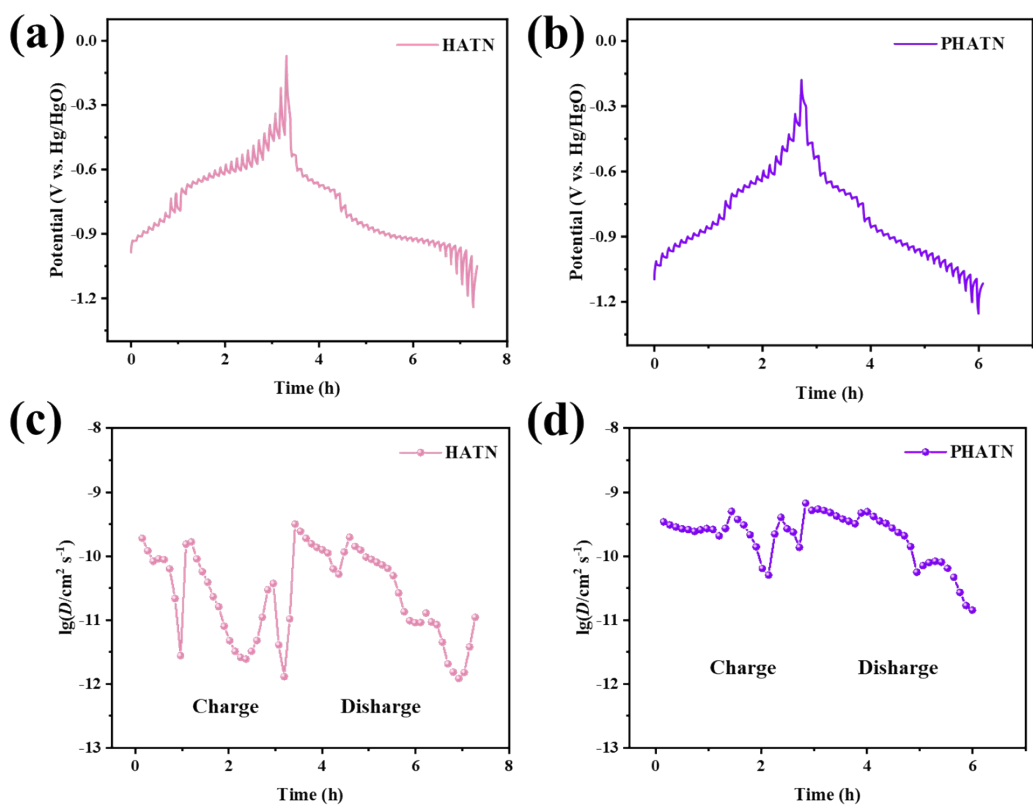 (a)
HATN
0.0
-0.3
-0.6
-0.9
-1.2
Potential (V vs. Hg/HgO)
0
2
4
6
8
Time (h)
(b)
PHATN
0.0
-0.3
-0.6
-0.9
-1.2
Potential (V vs. Hg/HgO)
0
2
4
6
Time (h)
(c)
HATN
-8
-9
-10
-11
-12
-13
lg(D/cm² s⁻¹)
Charge
Disharge
0
2
4
6
8
Time (h)
(d)
PHATN
-8
-9
-10
-11
-12
-13
lg(D/cm² s⁻¹)
Charge
Disharge
0
2
4
6
Time (h)